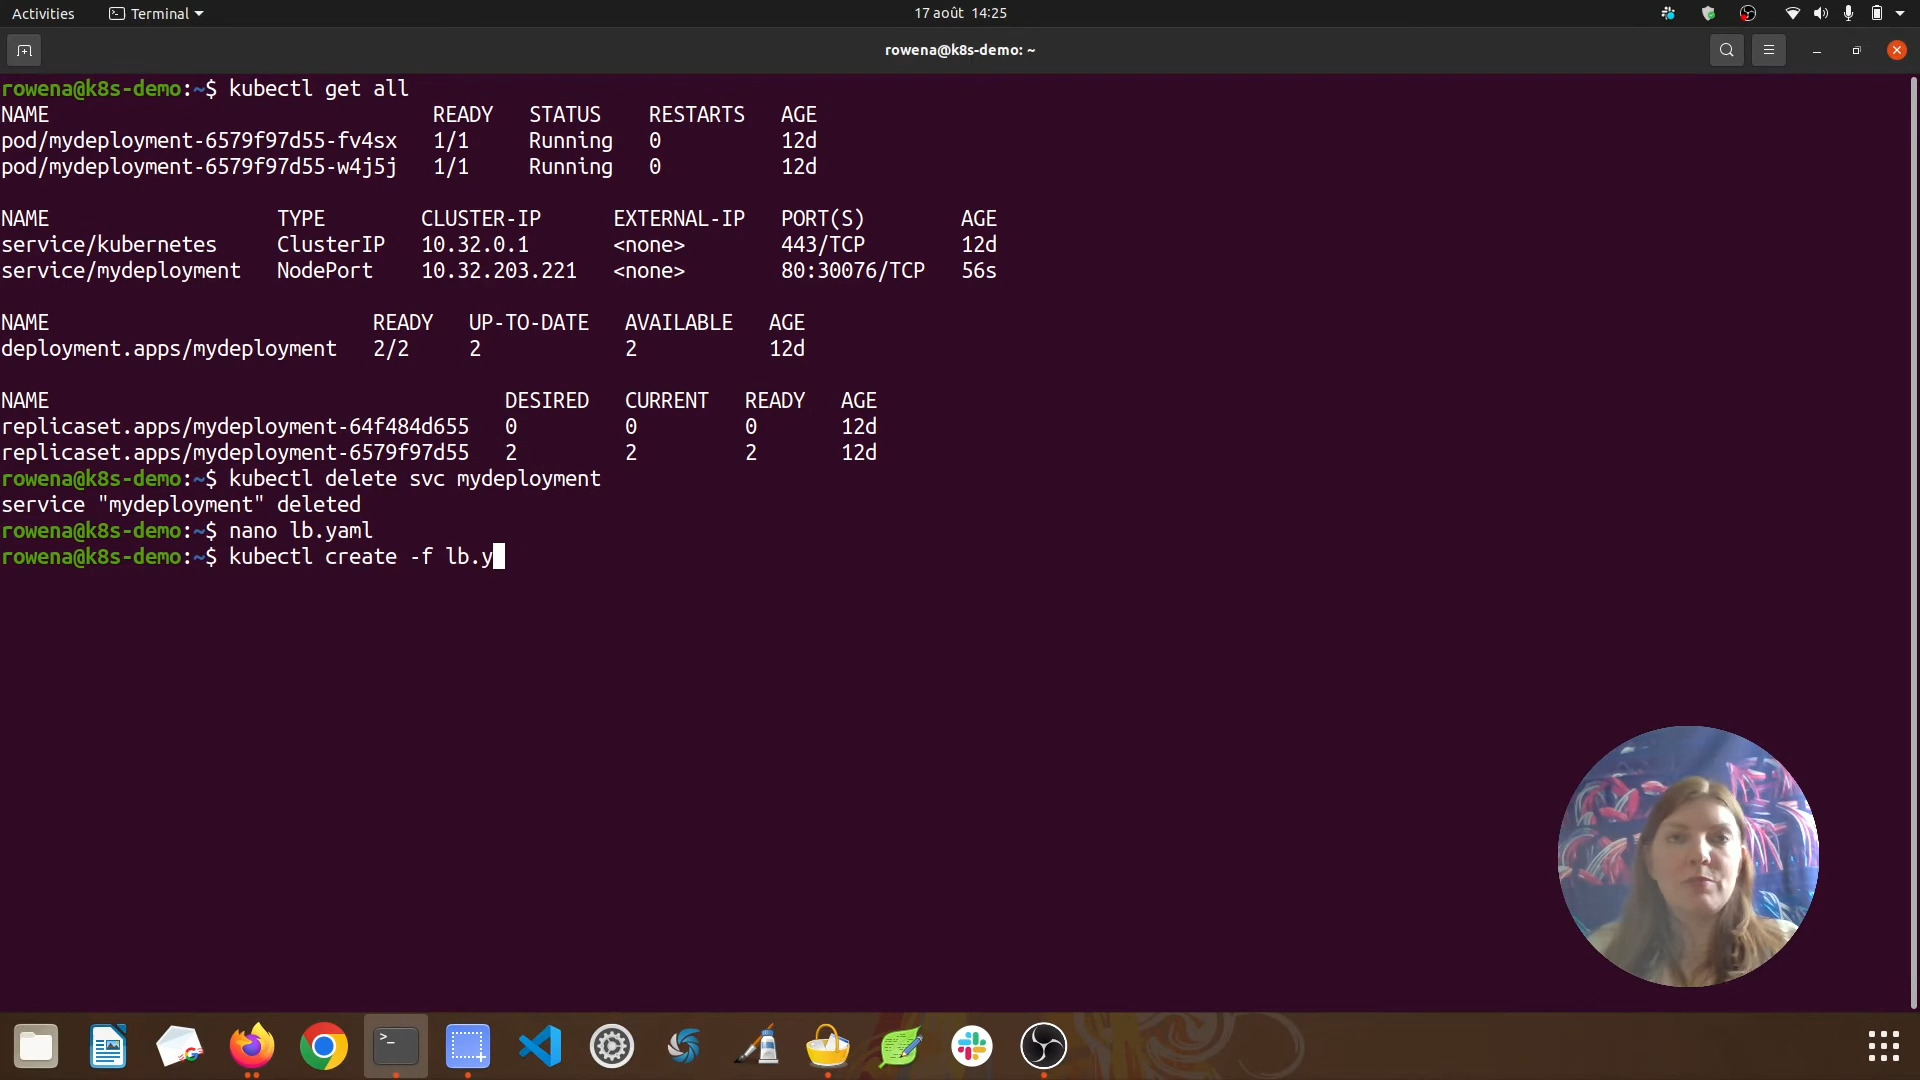 Activities Terminal 17 août 14:25
rowena@k8s-demo: ~
rowena@k8s-demo:~$ kubectl get all
NAME READY STATUS RESTARTS AGE
pod/mydeployment-6579f97d55-fv4sx 1/1 Running 0 12d
pod/mydeployment-6579f97d55-w4j5j 1/1 Running 0 12d
NAME TYPE CLUSTER-IP EXTERNAL-IP PORT(S) AGE
service/kubernetes ClusterIP 10.32.0.1 <none> 443/TCP 12d
service/mydeployment NodePort 10.32.203.221 <none> 80:30076/TCP 56s
NAME READY UP-TO-DATE AVAILABLE AGE
deployment.apps/mydeployment 2/2 2 2 12d
NAME DESIRED CURRENT READY AGE
replicaset.apps/mydeployment-64f484d655 0 0 0 12d
replicaset.apps/mydeployment-6579f97d55 2 2 2 12d
rowena@k8s-demo:~$ kubectl delete svc mydeployment
service "mydeployment" deleted
rowena@k8s-demo:~$ nano lb.yaml
rowena@k8s-demo:~$ kubectl create -f lb.y